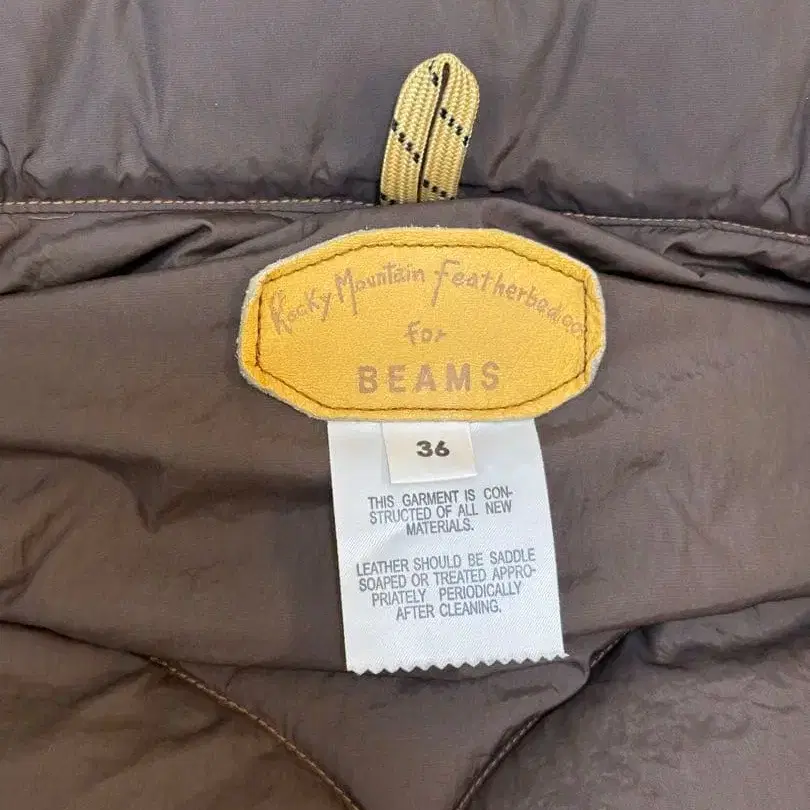 Rocky Mountain Featherbed co.
for
BEAMS
36
THIS GARMENT IS CON-
STRUCTED OF ALL NEW
MATERIALS.
LEATHER SHOULD BE SADDLE
SOAPED OR TREATED APPRO-
PRIATELY PERIODICALLY
AFTER CLEANING.